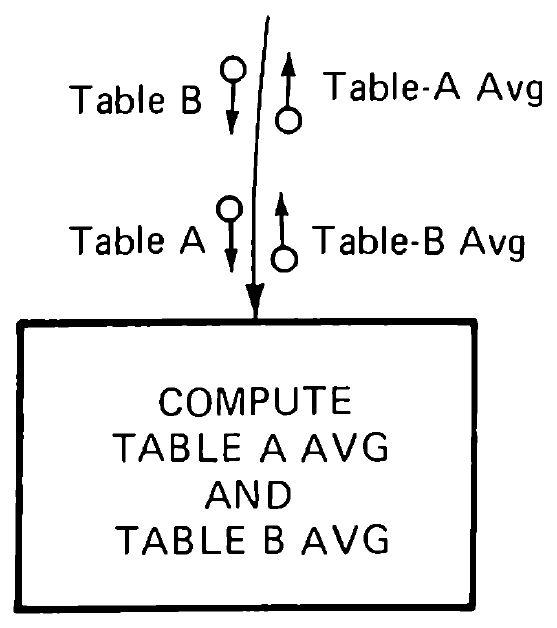 Table B
Table-A Avg
Table A
Table-B Avg
COMPUTE
TABLE A AVG
AND
TABLE B AVG